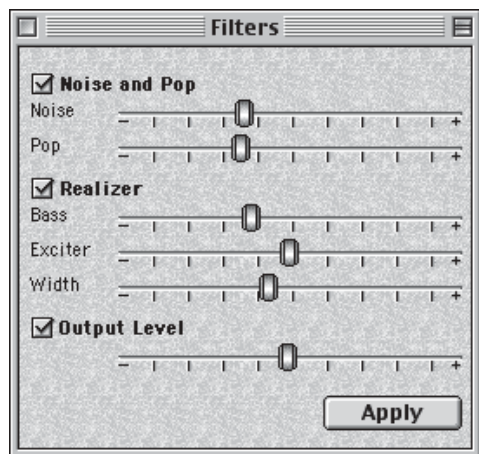 Filters
Noise and Pop
Noise
- +
Pop
- +
Realizer
Bass
- +
Exciter
- +
Width
- +
Output Level
- +
Apply